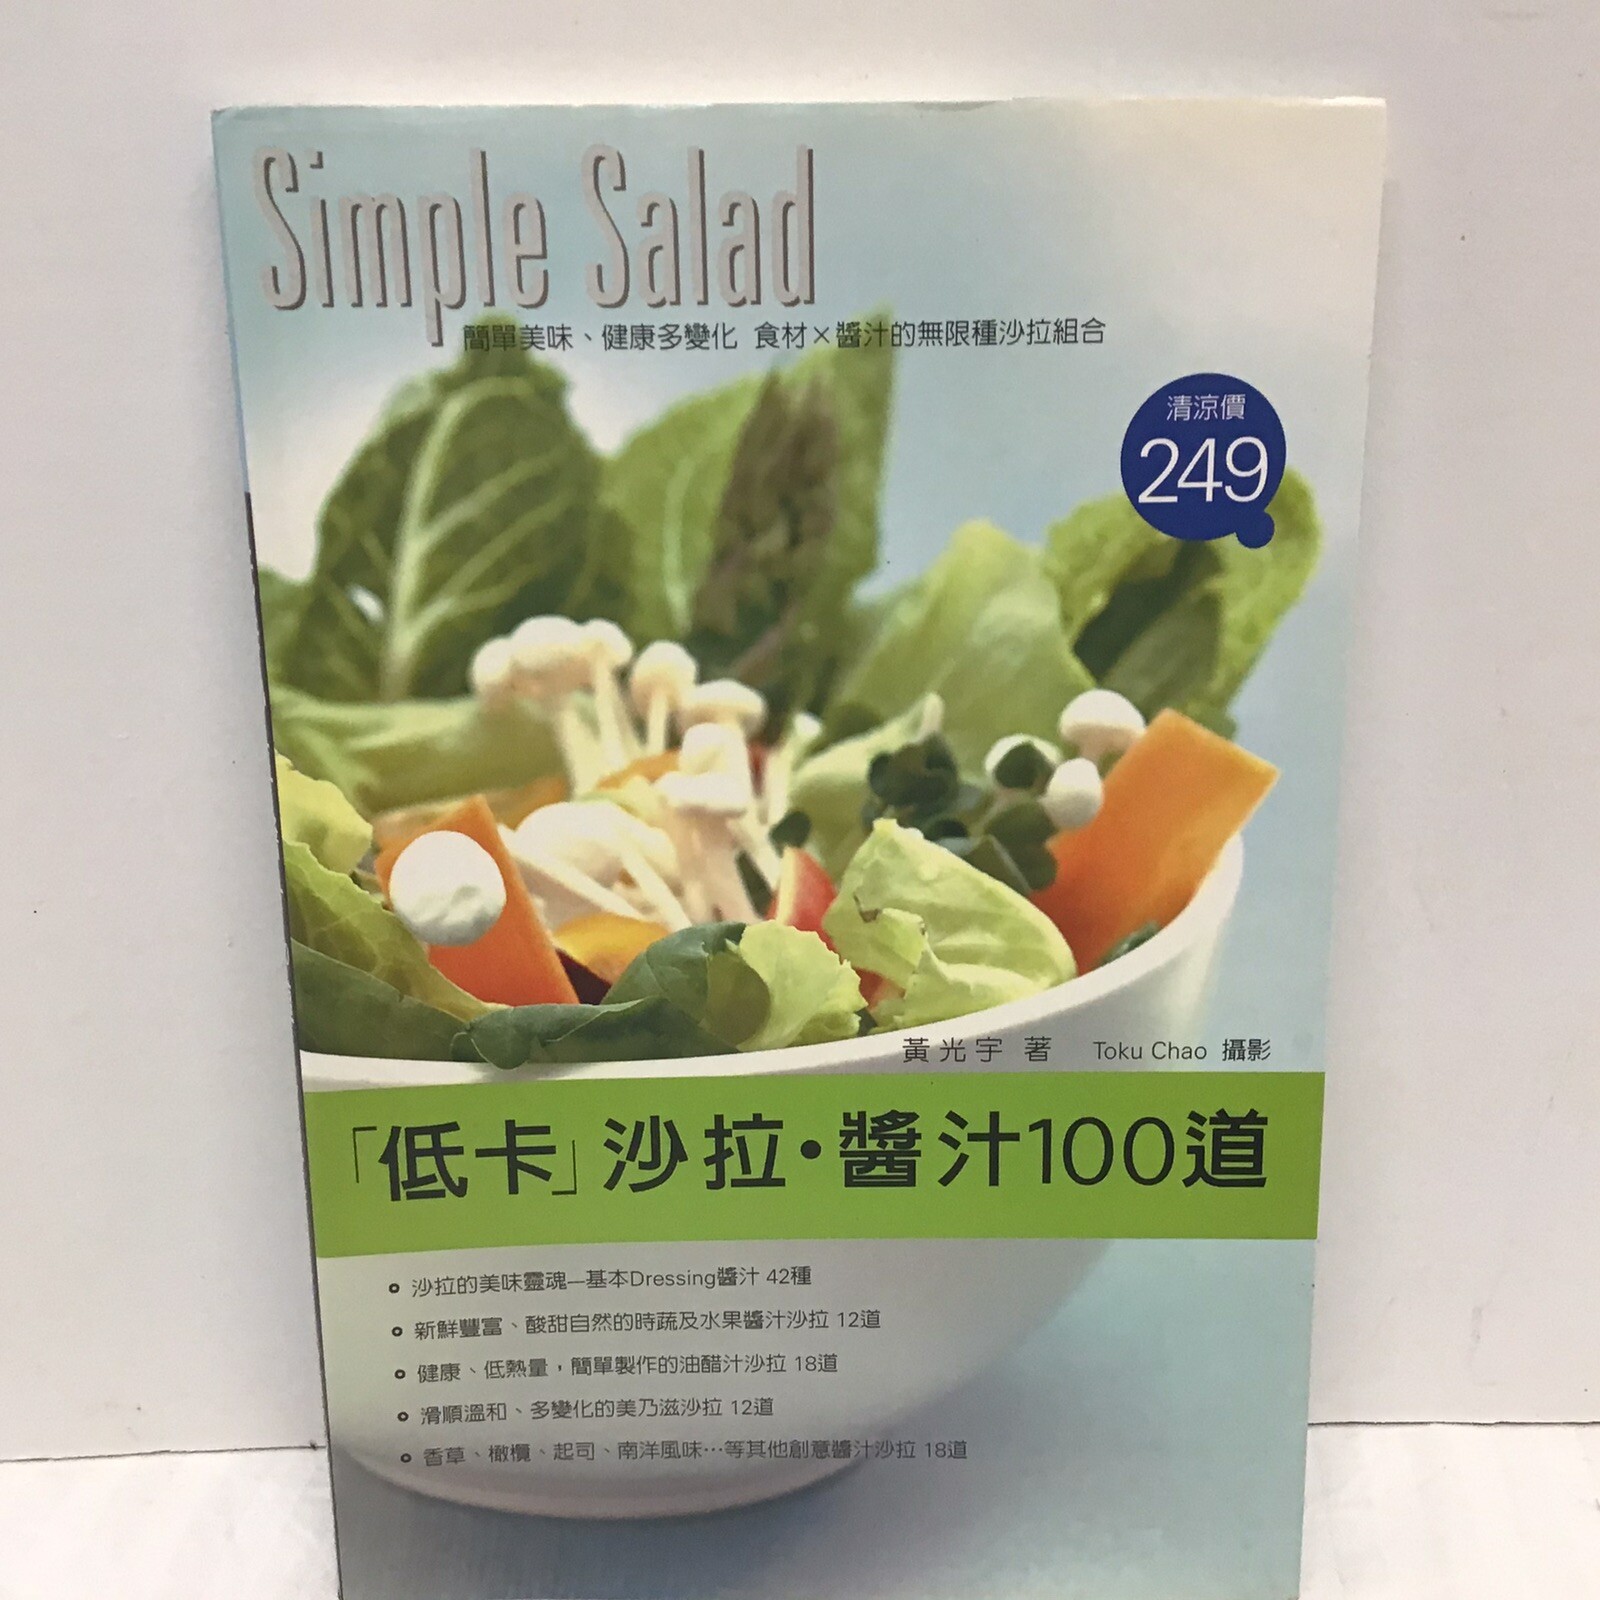 Simple Salad
簡單美味、健康多變化 食材×醬汁的無限種沙拉組合
清涼價
249
黃光宇 著 Toku Chao 攝影
「低卡」沙拉•醬汁100道
沙拉的美味靈魂—基本Dressing醬汁 42種
新鮮豐富、酸甜自然的時蔬及水果醬汁沙拉 12道
健康、低熱量，簡單製作的油醋汁沙拉 18道
滑順溫和、多變化的美乃滋沙拉 12道
香草、橄欖、起司、南洋風味…等其他創意醬汁沙拉 18道